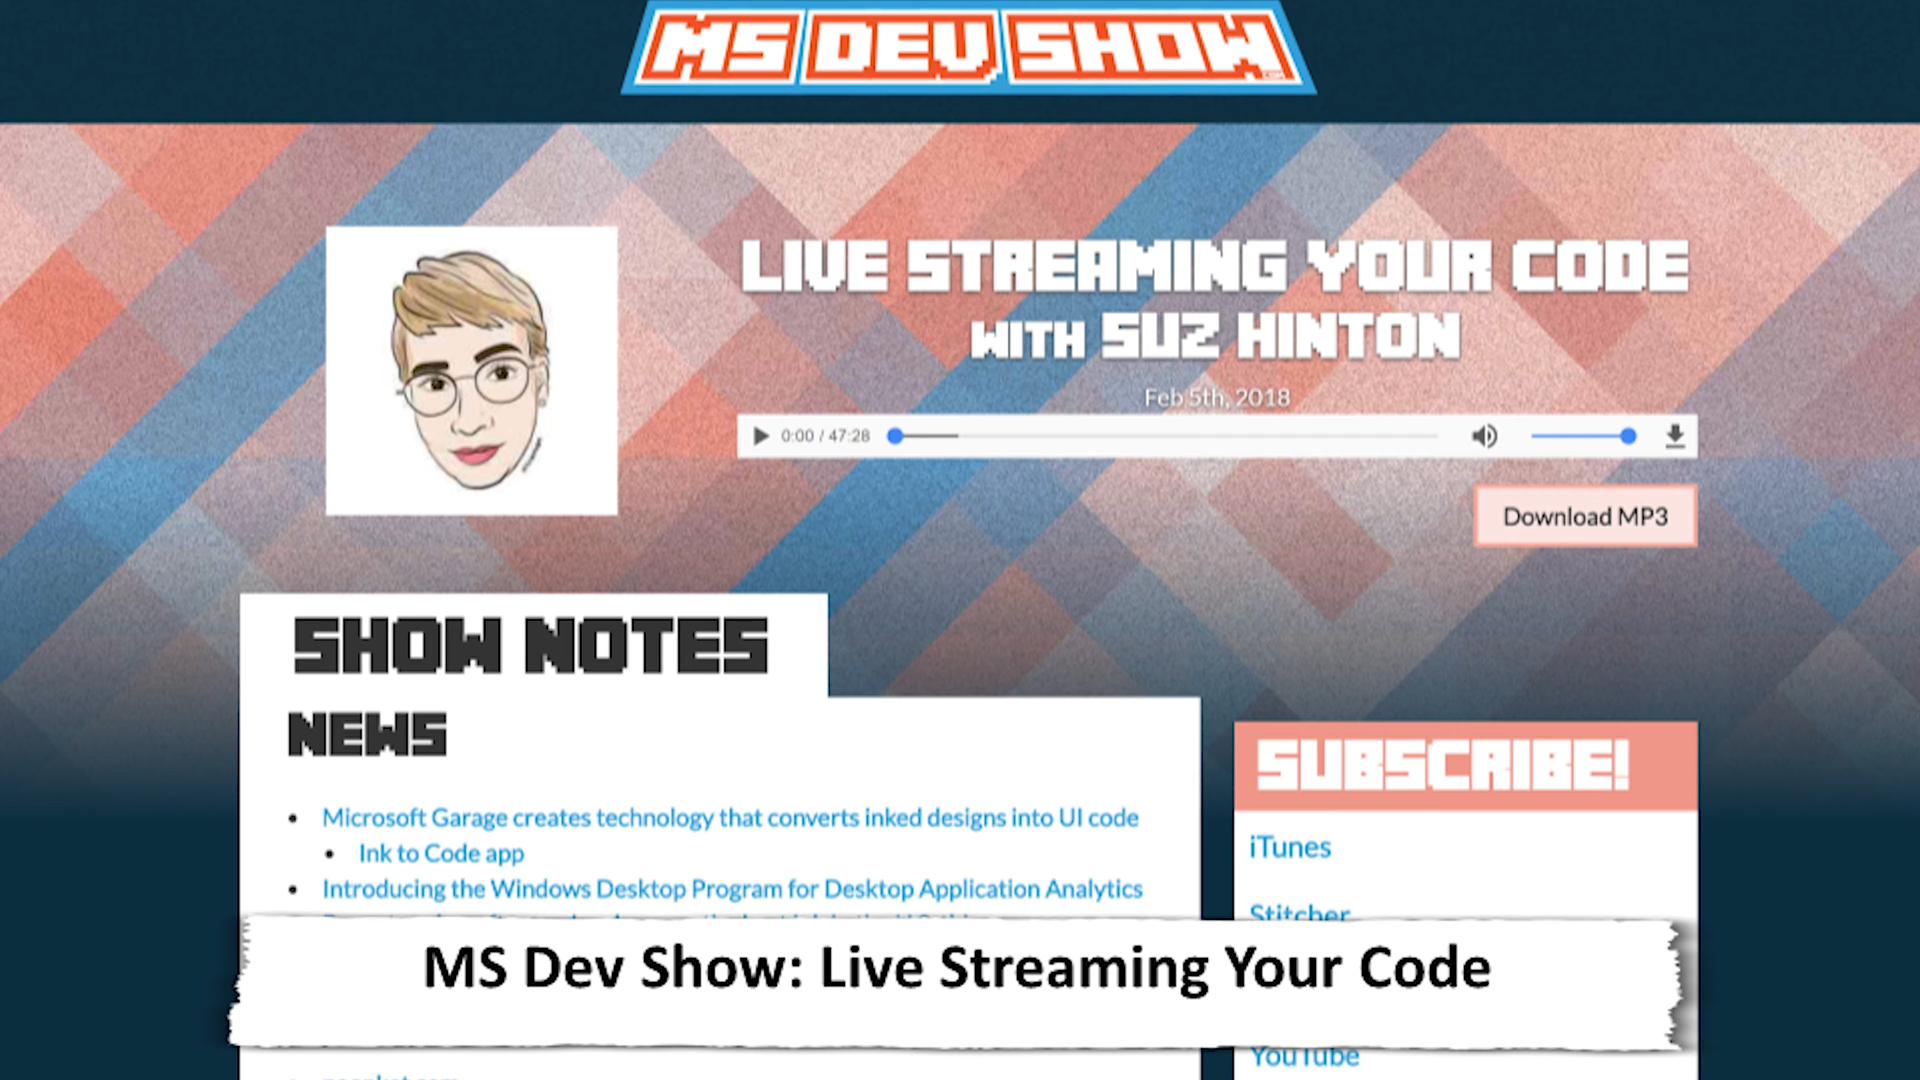 MS DEV SHOW
.COM
LIVE STREAMING YOUR CODE
WITH SUZ HINTON
Feb 5th, 2018
0:00 / 47:28
Download MP3
SHOW NOTES
NEWS
Microsoft Garage creates technology that converts inked designs into UI code
Ink to Code app
Introducing the Windows Desktop Program for Desktop Application Analytics
SUBSCRIBE!
iTunes
Stitcher
MS Dev Show: Live Streaming Your Code
YouTube